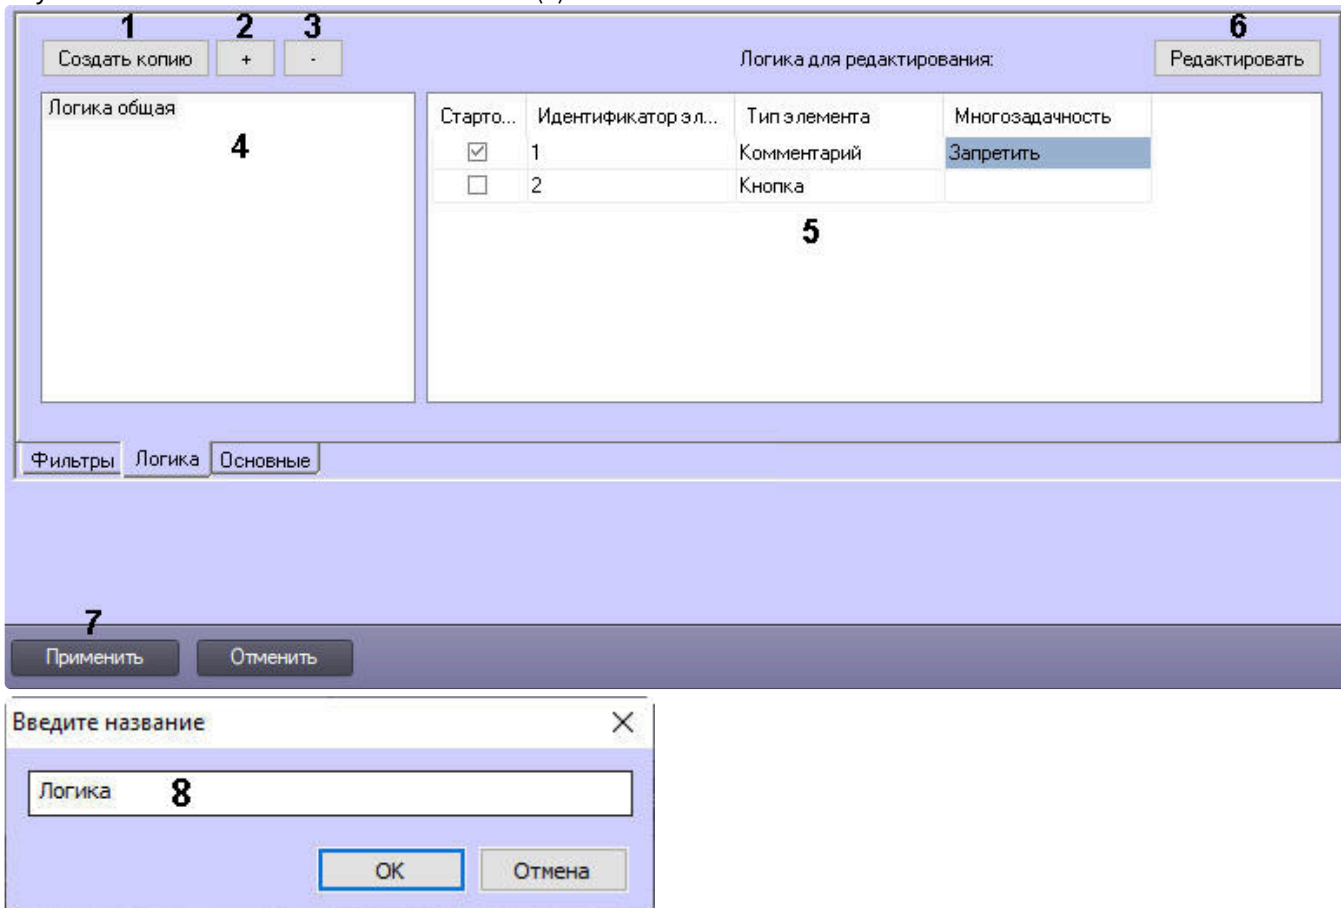 1 2 3 6
Создать копию + - Логика для редактирования: Редактировать
Логика общая
4
Старто... Идентификатор эл... Тип элемента Многозадачность
1 Комментарий Запретить
2 Кнопка
5
Фильтры Логика Основные
7
Применить Отменить
Введите название
Логика 8
OK Отмена